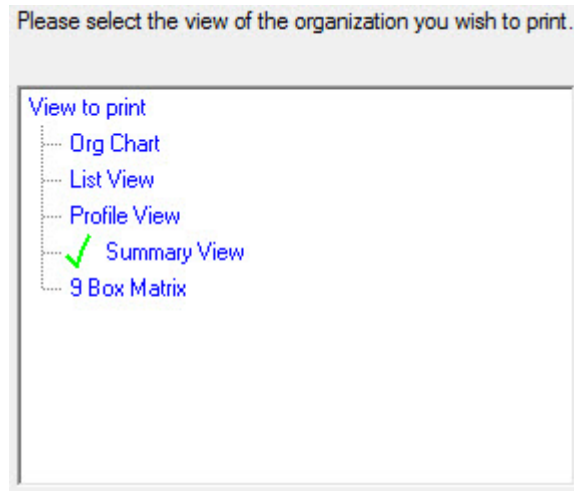 Please select the view of the organization you wish to print.
View to print
Org Chart
List View
Profile View
Summary View
9 Box Matrix